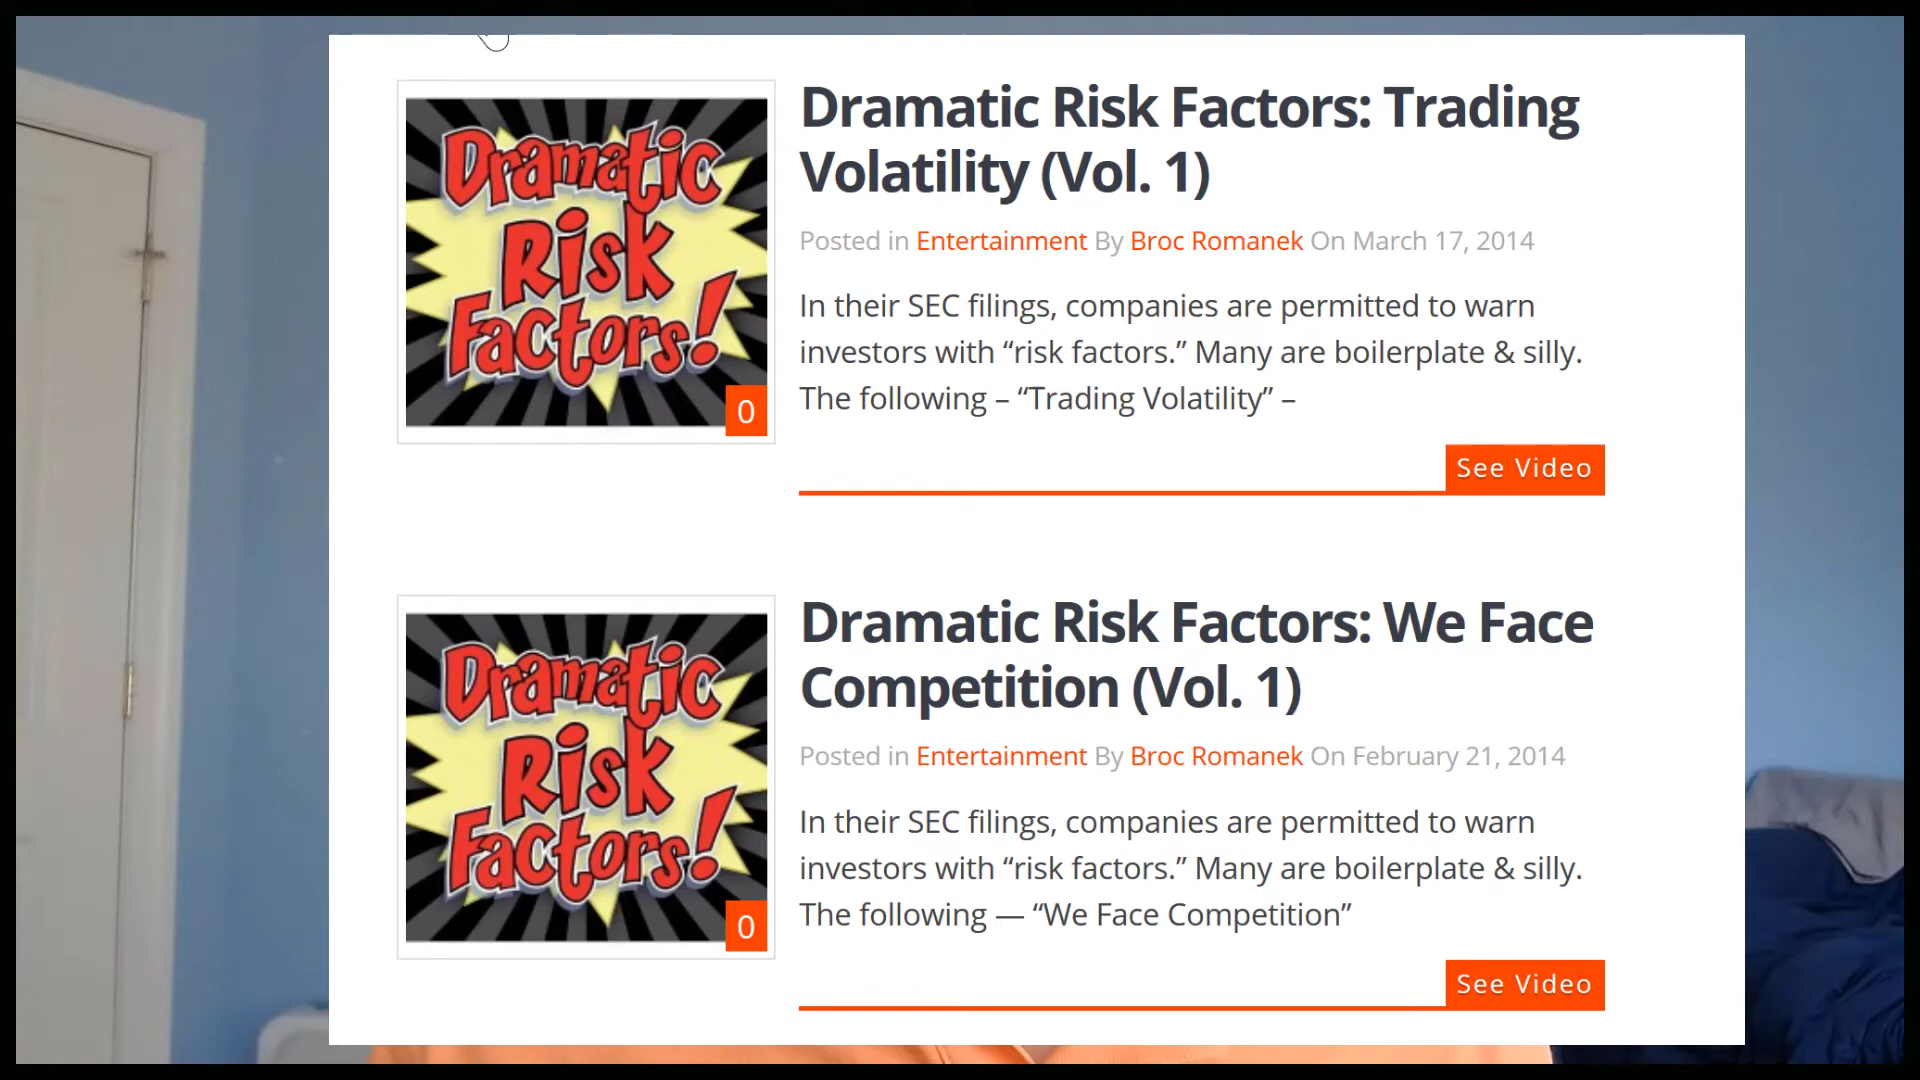 Dramatic
Risk
Factors!
0
Dramatic Risk Factors: Trading
Volatility (Vol. 1)
Posted in Entertainment By Broc Romanek On March 17, 2014
In their SEC filings, companies are permitted to warn
investors with “risk factors.” Many are boilerplate & silly.
The following – “Trading Volatility” –
See Video
Dramatic
Risk
Factors!
0
Dramatic Risk Factors: We Face
Competition (Vol. 1)
Posted in Entertainment By Broc Romanek On February 21, 2014
In their SEC filings, companies are permitted to warn
investors with “risk factors.” Many are boilerplate & silly.
The following — “We Face Competition”
See Video